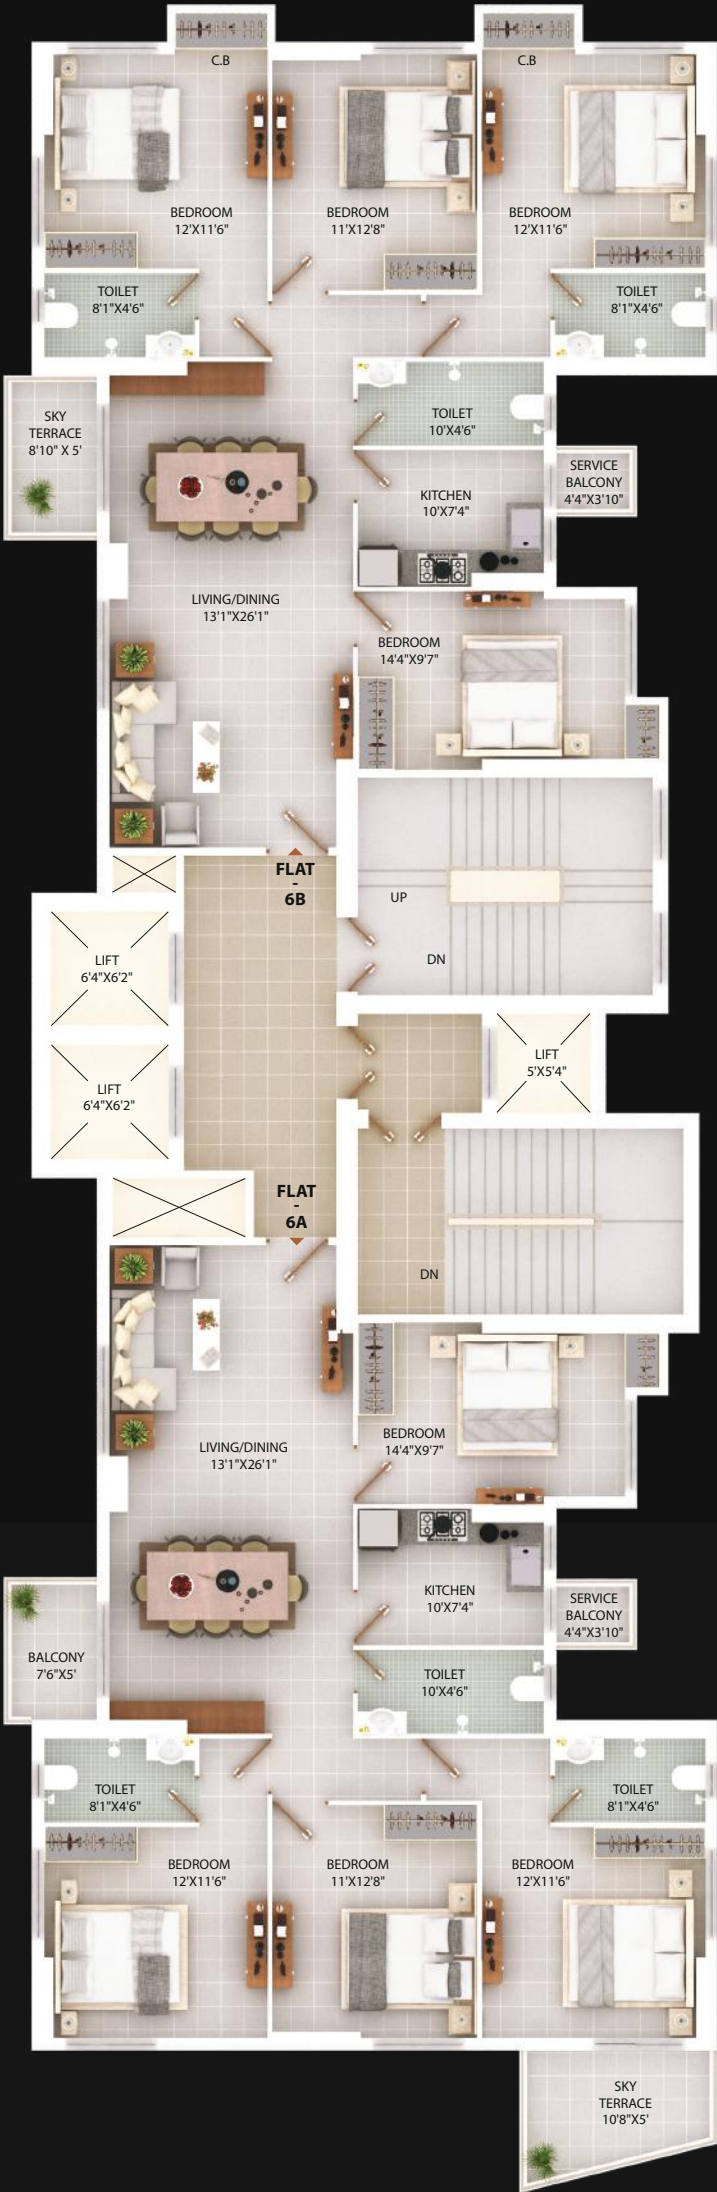 C.B
C.B
BEDROOM
12'X11'6"
BEDROOM
11'X12'8"
BEDROOM
12'X11'6"
TOILET
8'1"X4'6"
TOILET
8'1"X4'6"
SKY
TERRACE
8'10" X 5'
TOILET
10'X4'6"
KITCHEN
10'X7'4"
SERVICE
BALCONY
4'4"X3'10"
LIVING/DINING
13'1"X26'1"
BEDROOM
14'4"X9'7"
FLAT
-
6B
UP
DN
LIFT
6'4"X6'2"
LIFT
5'X5'4"
LIFT
6'4"X6'2"
FLAT
-
6A
DN
LIVING/DINING
13'1"X26'1"
BEDROOM
14'4"X9'7"
KITCHEN
10'X7'4"
SERVICE
BALCONY
4'4"X3'10"
BALCONY
7'6"X5'
TOILET
10'X4'6"
TOILET
8'1"X4'6"
TOILET
8'1"X4'6"
BEDROOM
12'X11'6"
BEDROOM
11'X12'8"
BEDROOM
12'X11'6"
SKY
TERRACE
10'8"X5'